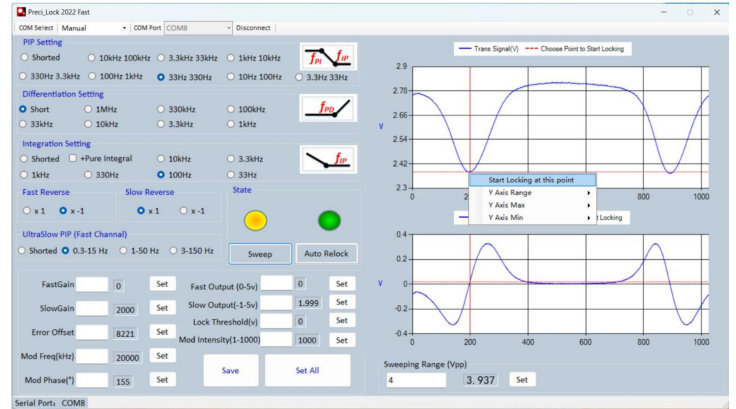 Preci_Lock 2022 Fast
COM Select Manual COM Port COM8 Disconnect
PIP Setting
Shorted 10kHz 100kHz 3.3kHz 33kHz 1kHz 10kHz
330Hz 3.3kHz 100Hz 1kHz 33Hz 330Hz 10Hz 100Hz 3.3Hz 33Hz
fPI fIP
Differentiation Setting
Short 1MHz 330kHz 100kHz
33kHz 10kHz 3.3kHz 1kHz
fPD
Integration Setting
Shorted +Pure Integral 10kHz 3.3kHz
1kHz 330Hz 100Hz 33Hz
fIP
Fast Reverse
x 1 x -1
Slow Reverse
x 1 x -1
State
UltraSlow PIP (Fast Channel)
Shorted 0.3-15 Hz 1-50 Hz 3-150 Hz
Sweep Auto Relock
FastGain 0 Set
SlowGain 2000 Set
Error Offset 8221 Set
Mod Freq(kHz) 20000 Set
Mod Phase(°) 155 Set
Fast Output (0-5v) 0 Set
Slow Output(-1-5v) 1.999 Set
Lock Threshold(v) 0 Set
Mod Intensity(1-1000) 1000 Set
Save Set All
Trans Signal(V) Choose Point to Start Locking
2.9
2.78
2.66
V
2.54
2.42
2.3
0 400 600 800 1000
Start Locking at this point
Y Axis Range
Y Axis Max
Y Axis Min
Locking
0.4
0.2
V
0
-0.2
-0.4
0 200 400 600 800 1000
Sweeping Range (Vpp)
4 3.937 Set
Serial Port: COM8